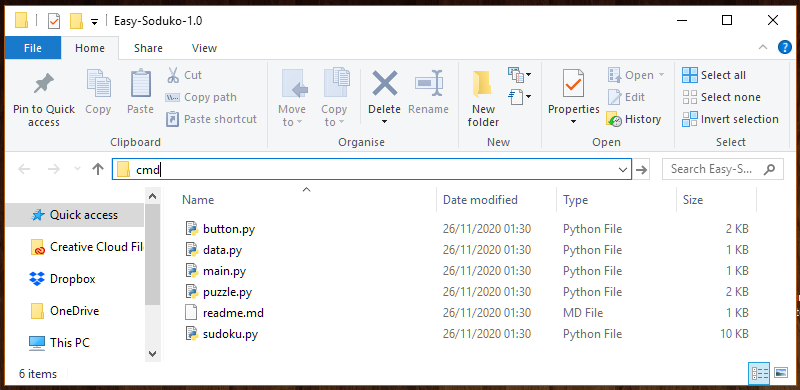 Easy-Soduko-1.0
File Home Share View
Pin to Quick access
Copy
Paste
Cut
Copy path
Paste shortcut
Clipboard
Move to
Copy to
Delete
Rename
Organise
New folder
New
Properties
Open
Edit
History
Open
Select all
Select none
Invert selection
Select
cmd
Search Easy-S...
Name Date modified Type Size
Quick access
Creative Cloud Fil
Dropbox
OneDrive
This PC
button.py 26/11/2020 01:30 Python File 2 KB
data.py 26/11/2020 01:30 Python File 1 KB
main.py 26/11/2020 01:30 Python File 1 KB
puzzle.py 26/11/2020 01:30 Python File 2 KB
readme.md 26/11/2020 01:30 MD File 1 KB
sudoku.py 26/11/2020 01:30 Python File 10 KB
6 items